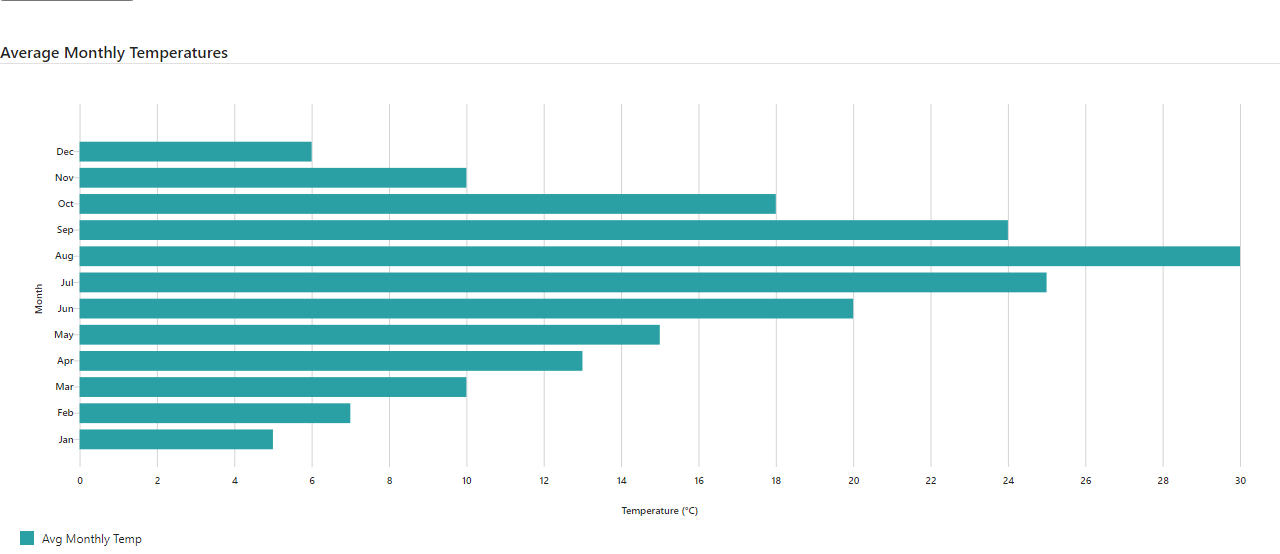 Average Monthly Temperatures
Dec
Nov
Oct
Sep
Aug
Jul
Jun
May
Apr
Mar
Feb
Jan
Month
0 2 4 6 8 10 12 14 16 18 20 22 24 26 28 30
Temperature (°C)
Avg Monthly Temp